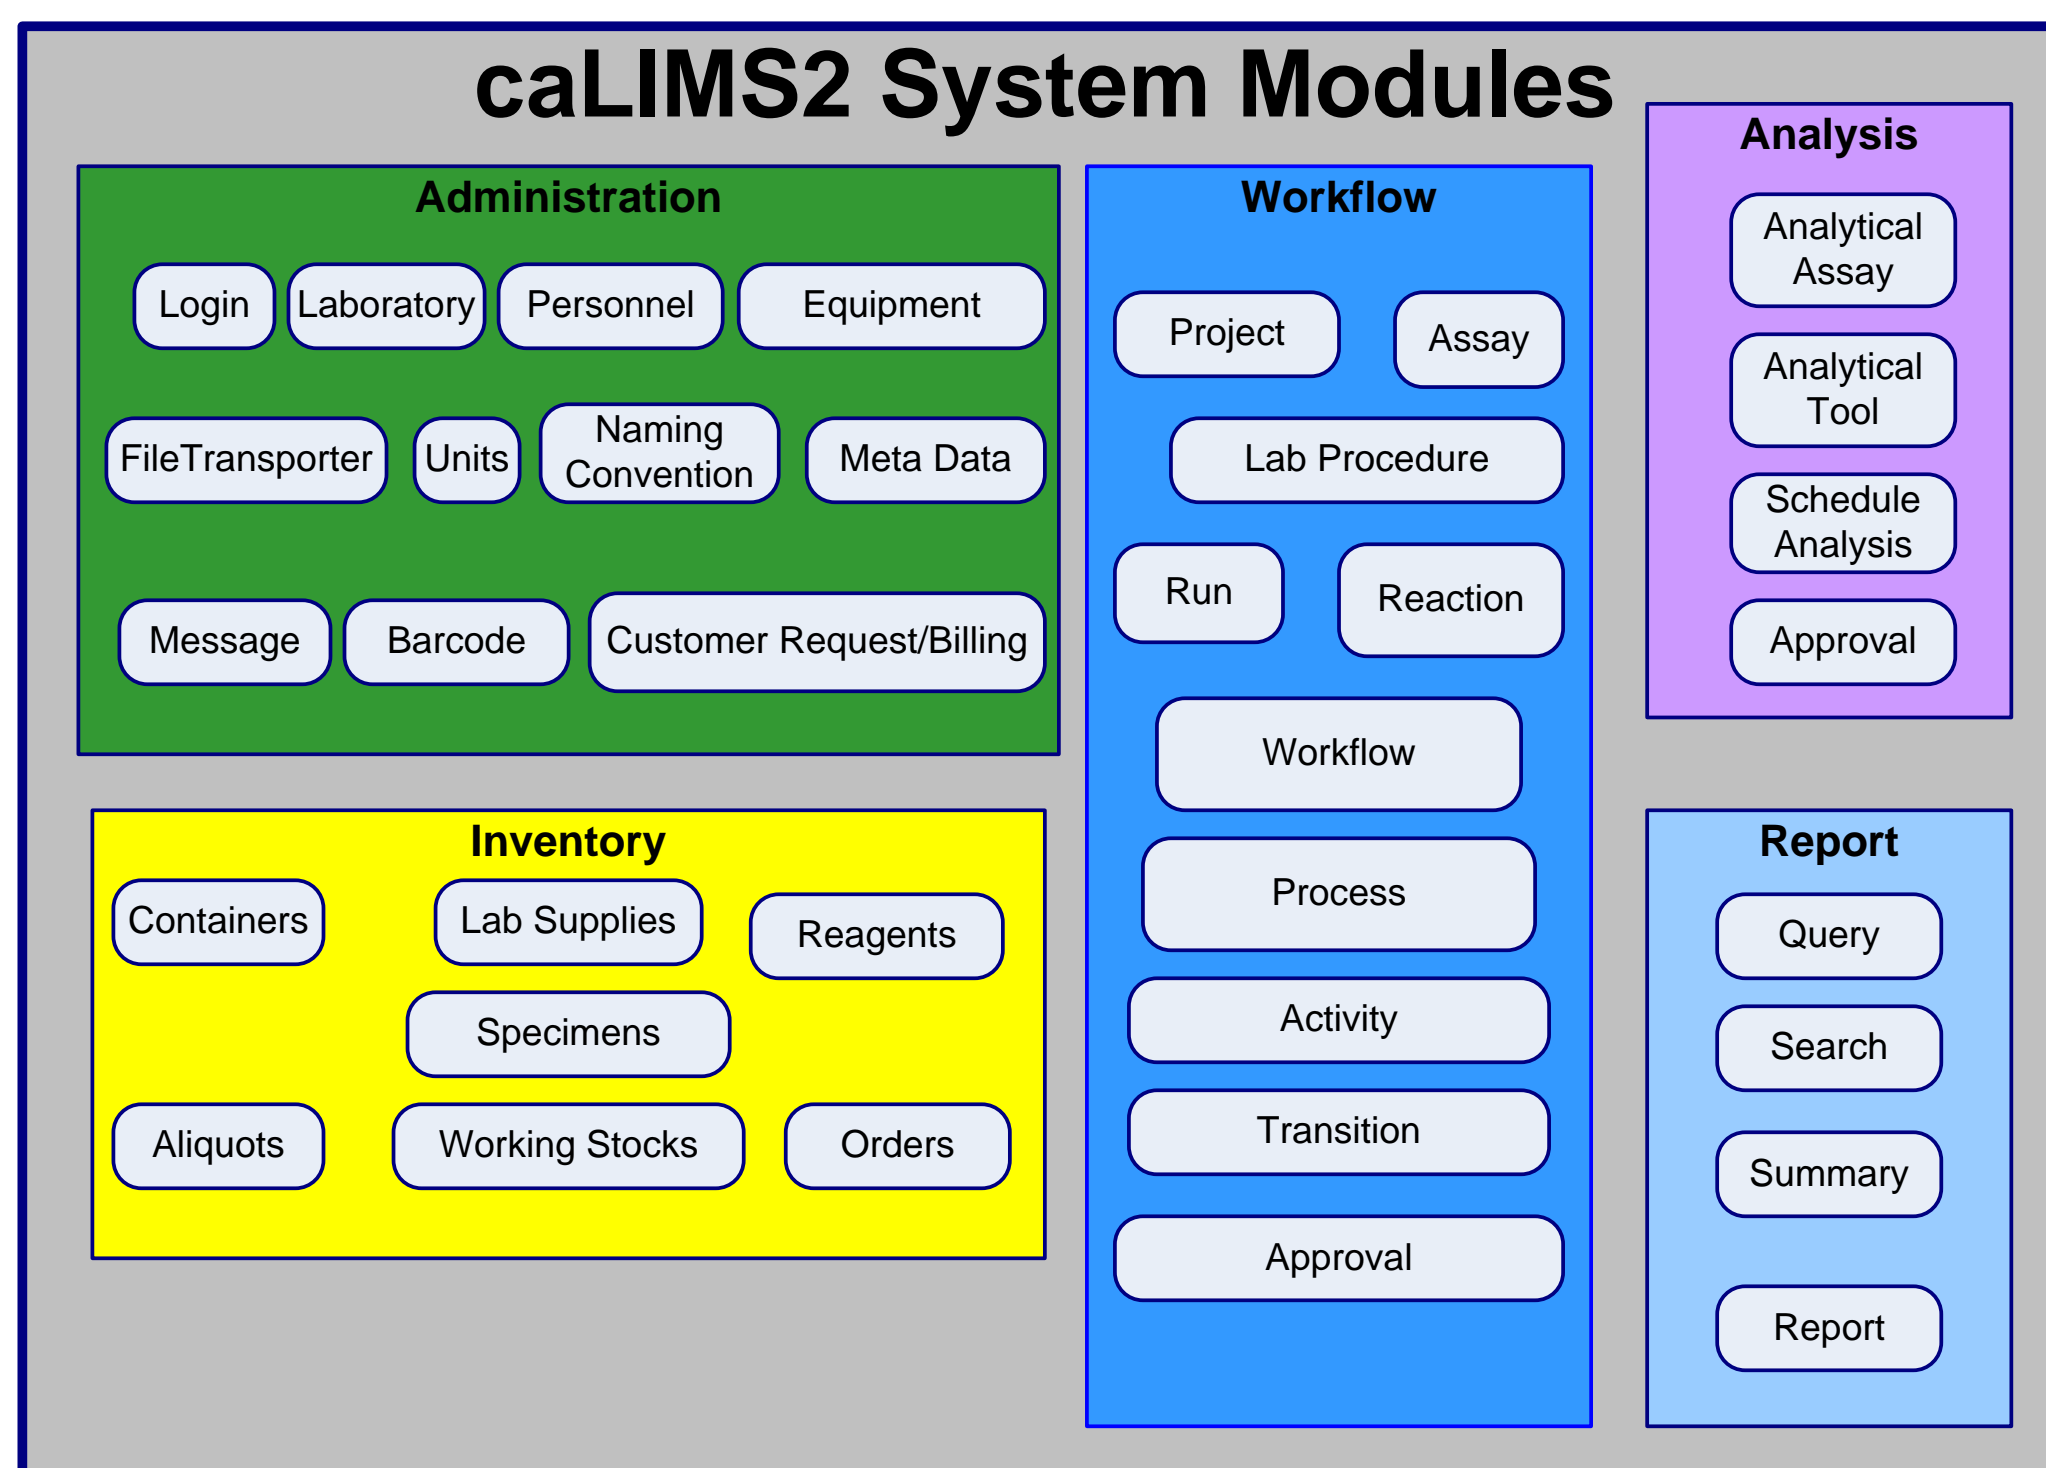 caLIMS2 System Modules
Administration
Login
Laboratory
Personnel
Equipment
FileTransporter
Units
Naming
Convention
Meta Data
Message
Barcode
Customer Request/Billing
Inventory
Containers
Lab Supplies
Reagents
Specimens
Aliquots
Working Stocks
Orders
Workflow
Project
Assay
Lab Procedure
Run
Reaction
Workflow
Process
Activity
Transition
Approval
Analysis
Analytical
Assay
Analytical
Tool
Schedule
Analysis
Approval
Report
Query
Search
Summary
Report